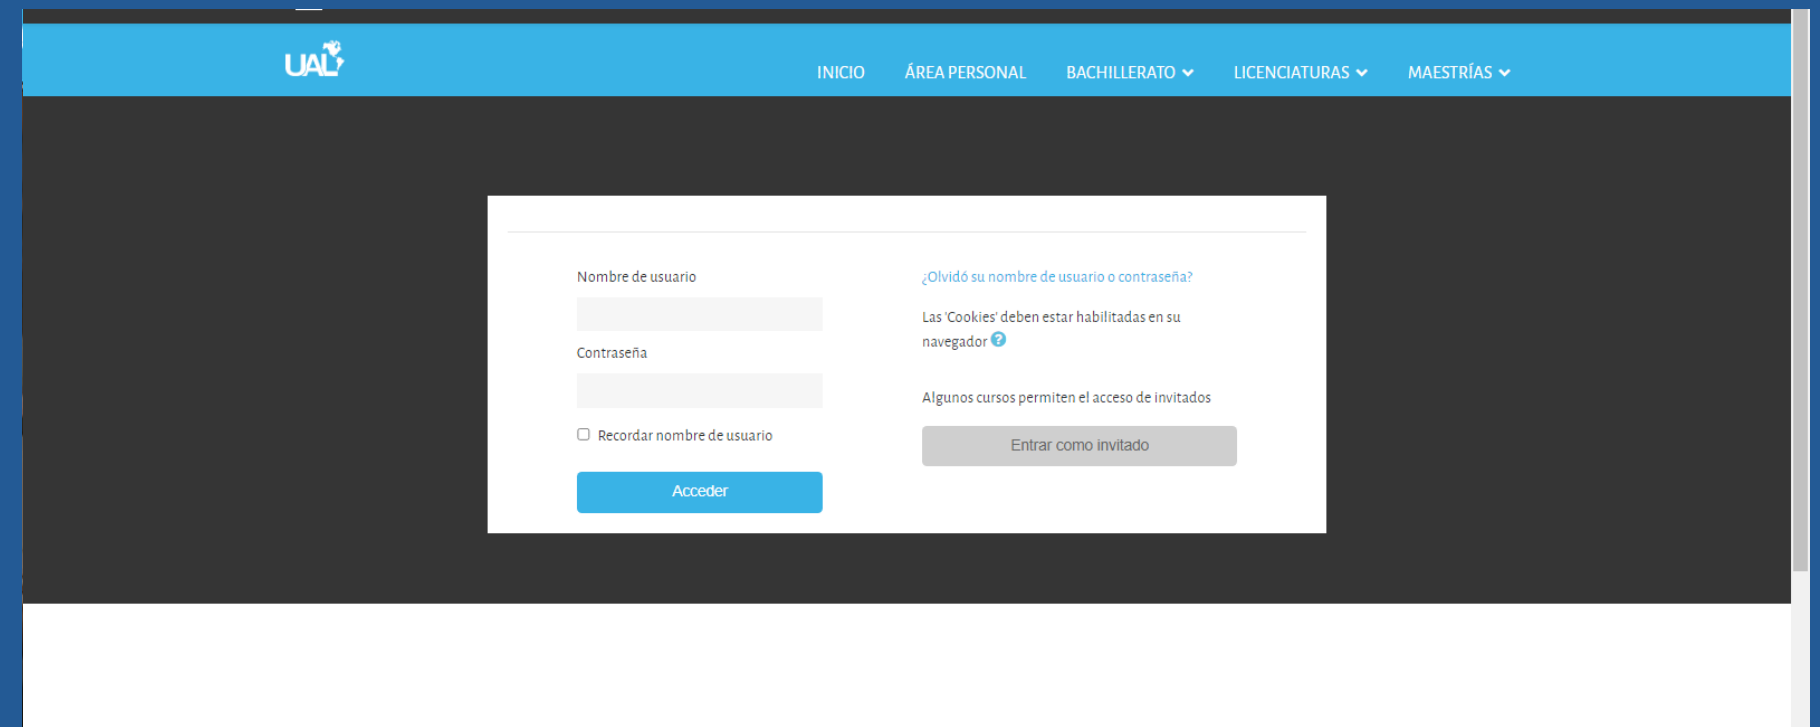 UAL
INICIO ÁREA PERSONAL BACHILLERATO LICENCIATURAS MAESTRÍAS
Nombre de usuario
Contraseña
Recordar nombre de usuario
Acceder
¿Olvidó su nombre de usuario o contraseña?
Las 'Cookies' deben estar habilitadas en su
navegador ?
Algunos cursos permiten el acceso de invitados
Entrar como invitado